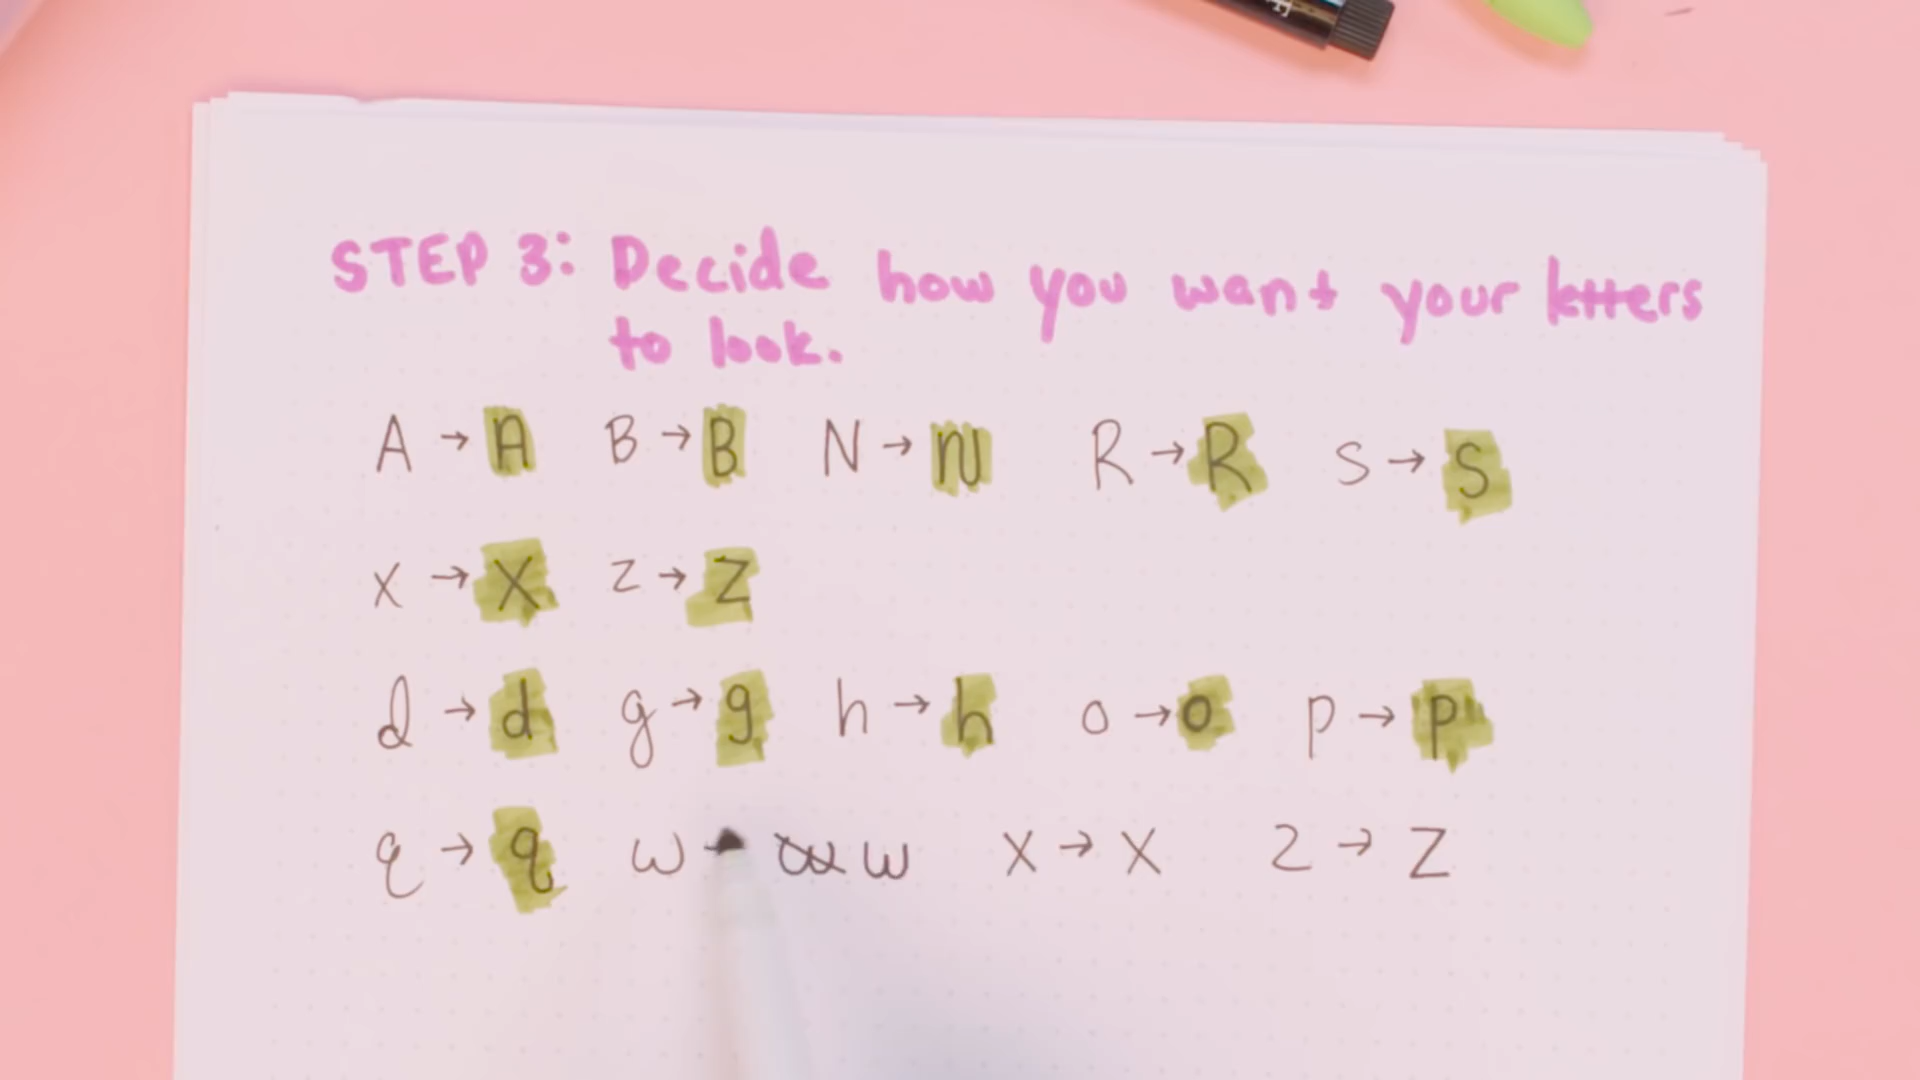 STEP 3: Decide how you want your letters
to look.
A → A B → B N → N R → R S → S
X → X Z → Z
d → d g → g h → h o → o p → p
q → q w → w w x → x z → z